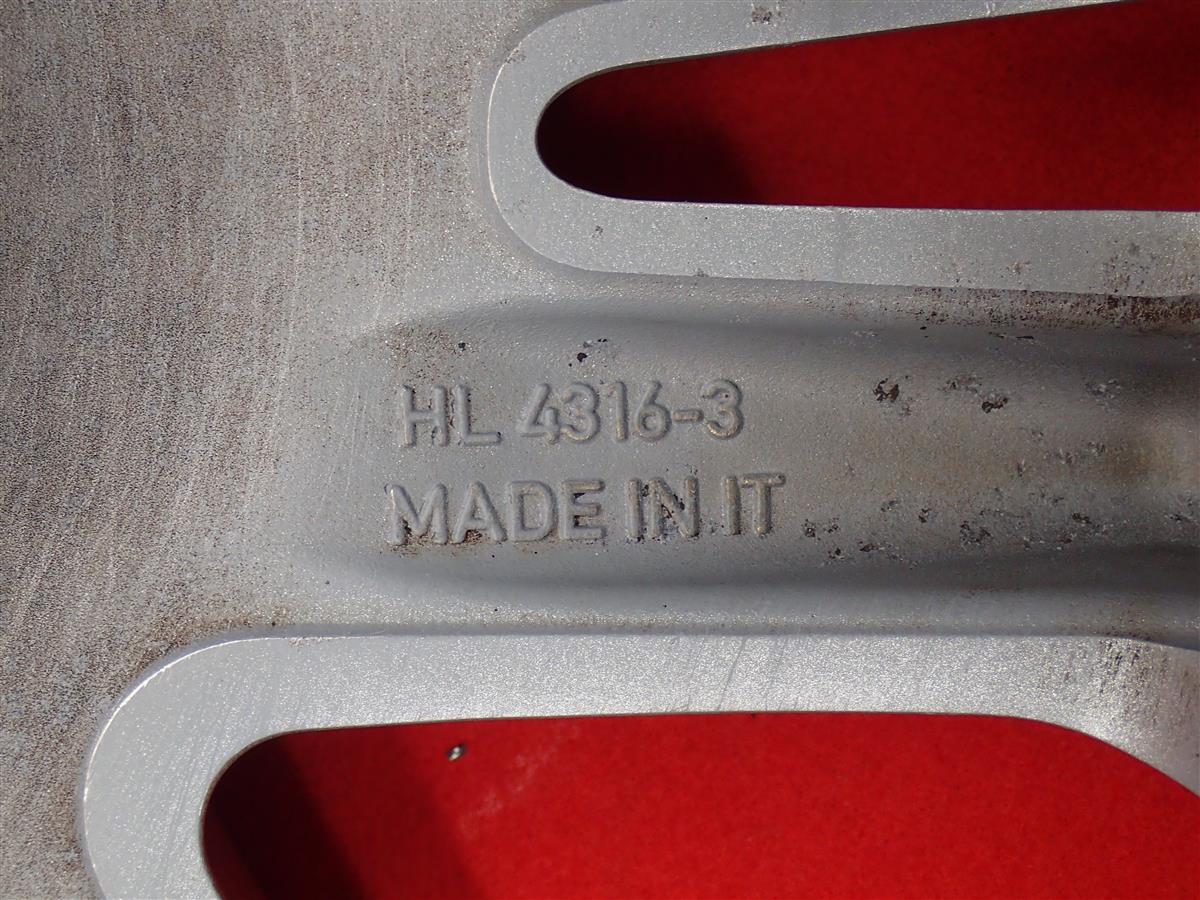 HL 4316-3
MADE IN IT